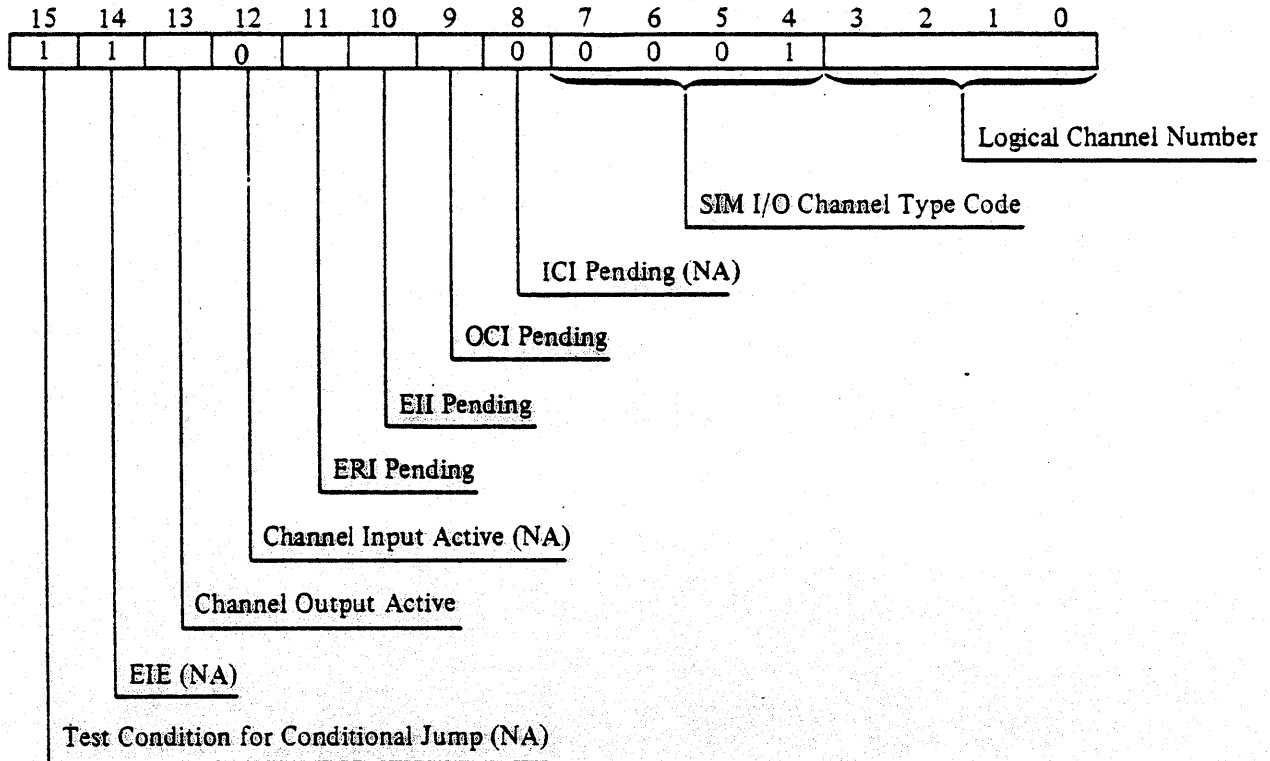 15 14 13 12 11 10 9 8 7 6 5 4 3 2 1 0
1 1 0 0 0 0 0 1
Logical Channel Number
SIM I/O Channel Type Code
ICI Pending (NA)
OCI Pending
EII Pending
ERI Pending
Channel Input Active (NA)
Channel Output Active
EIE (NA)
Test Condition for Conditional Jump (NA)